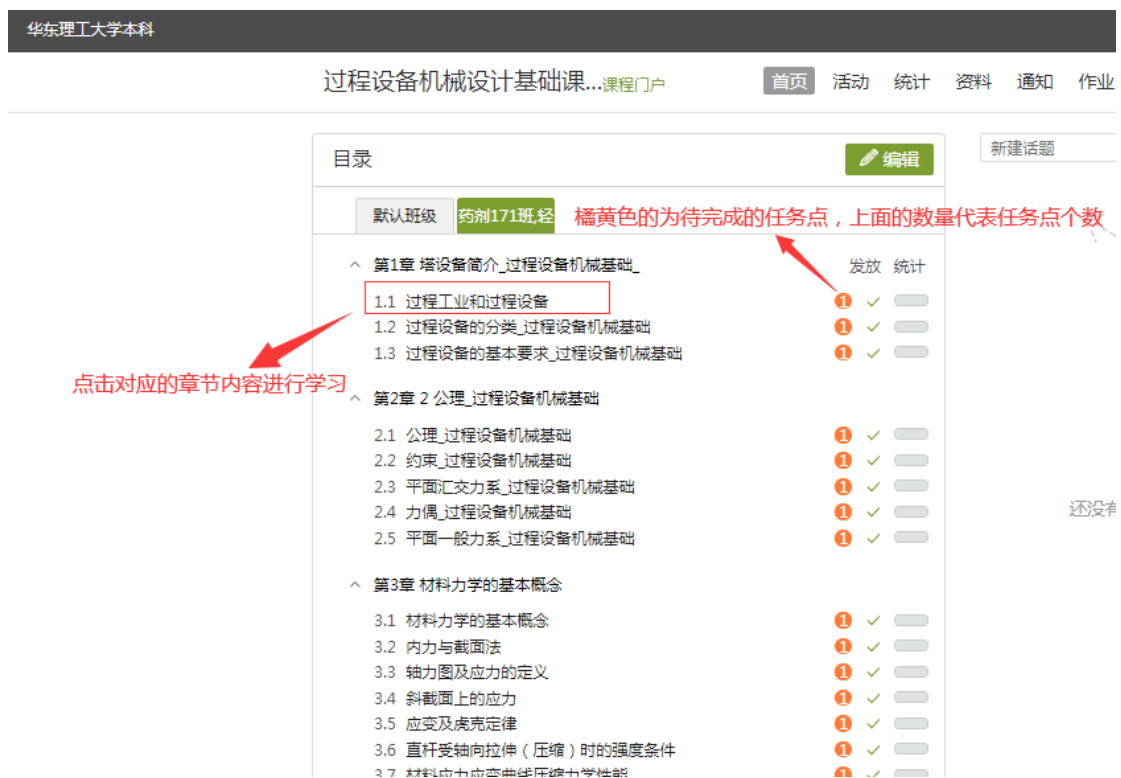 华东理工大学本科
过程设备机械设计基础课...课程门户 首页 活动 统计 资料 通知 作业
目录 编辑 新建话题
默认班级 药剂171班,轻 橘黄色的为待完成的任务点，上面的数量代表任务点个数
第1章 塔设备简介_过程设备机械基础_ 发放 统计
1.1 过程工业和过程设备 1
1.2 过程设备的分类_过程设备机械基础 1
1.3 过程设备的基本要求_过程设备机械基础 1
点击对应的章节内容进行学习
第2章 2 公理_过程设备机械基础
2.1 公理_过程设备机械基础 1
2.2 约束_过程设备机械基础 1
2.3 平面汇交力系_过程设备机械基础 1
2.4 力偶_过程设备机械基础 1
还没有
2.5 平面一般力系_过程设备机械基础 1
第3章 材料力学的基本概念
3.1 材料力学的基本概念 1
3.2 内力与截面法 1
3.3 轴力图及应力的定义 1
3.4 斜截面上的应力 1
3.5 应变及虎克定律 1
3.6 直杆受轴向拉伸（压缩）时的强度条件 1
3.7 材料应力应变曲线压缩力学性能 1